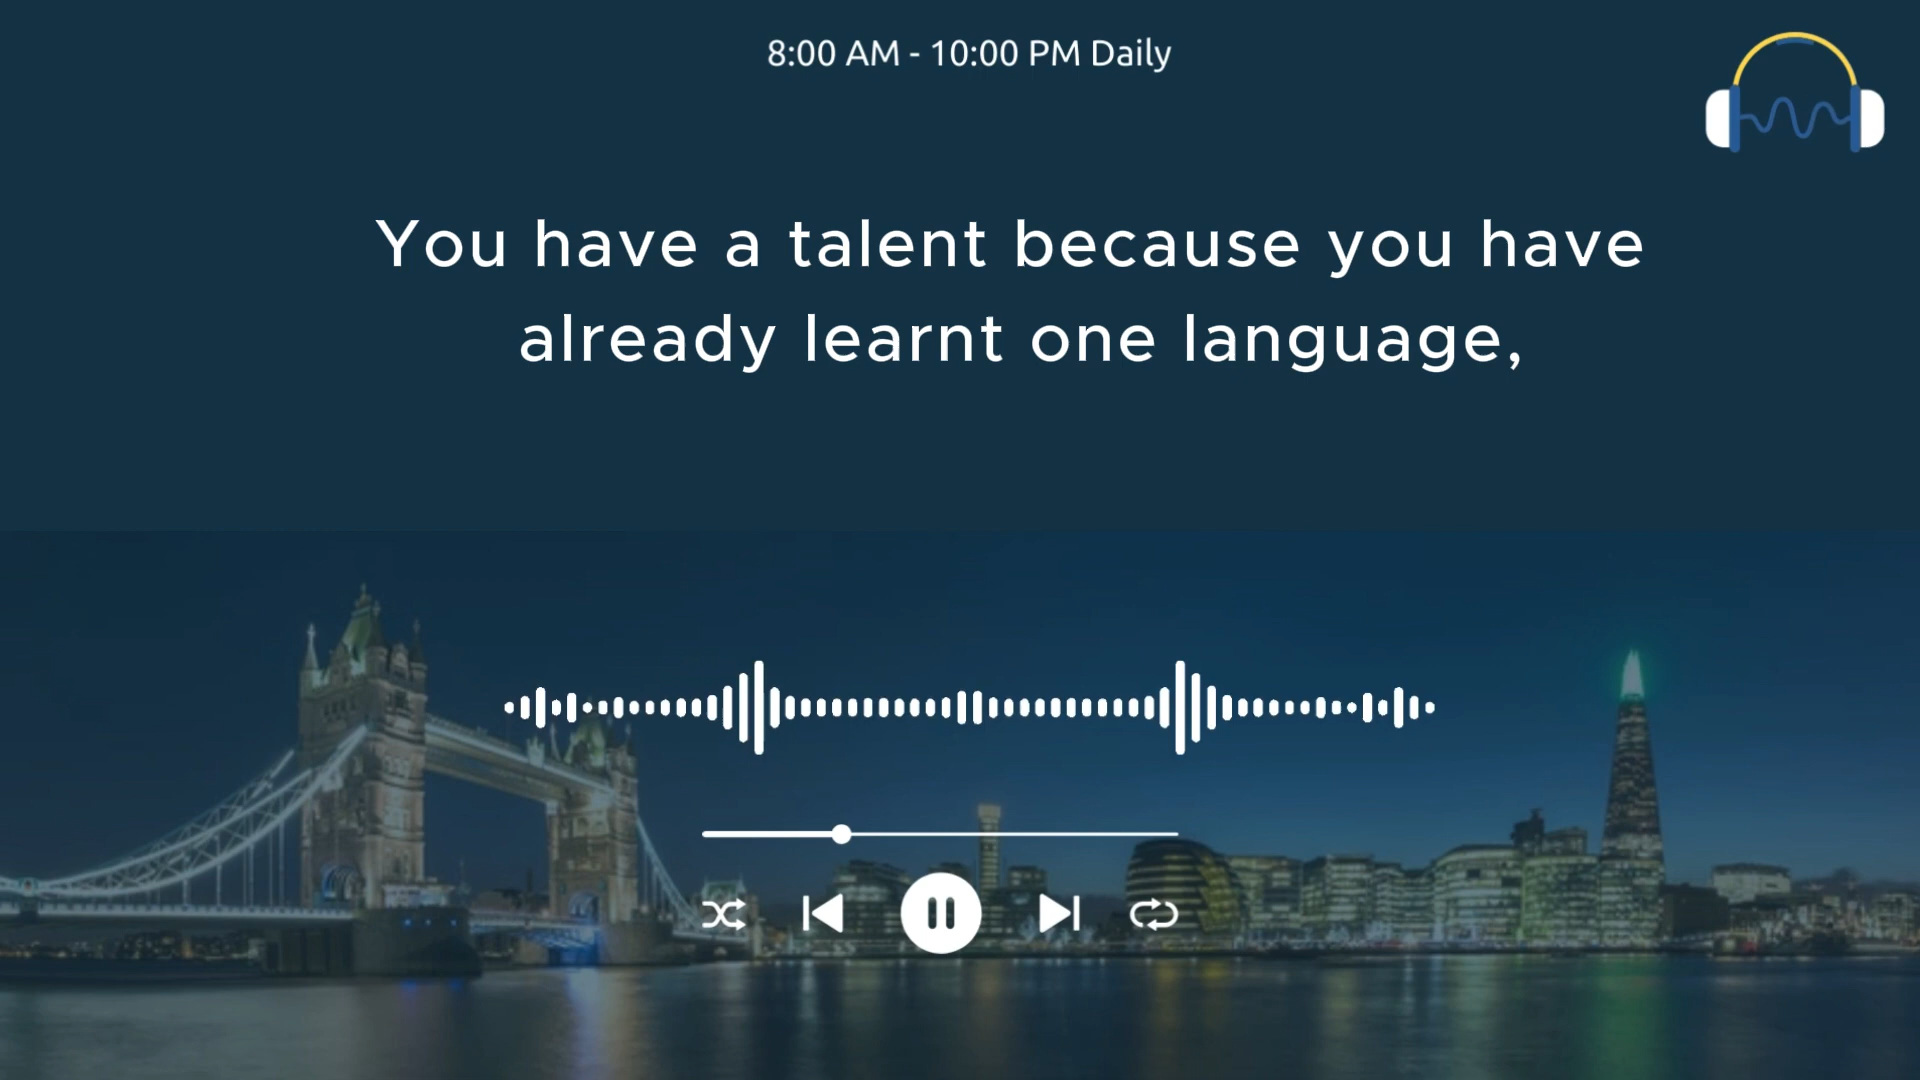 8:00 AM - 10:00 PM Daily
You have a talent because you have
already learnt one language,